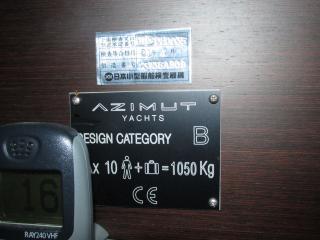 日本小型船舶検査機構
AZIMUT
YACHTS
DESIGN CATEGORY B
10 + = 1050 Kg
CE
16
RAY240 VHF